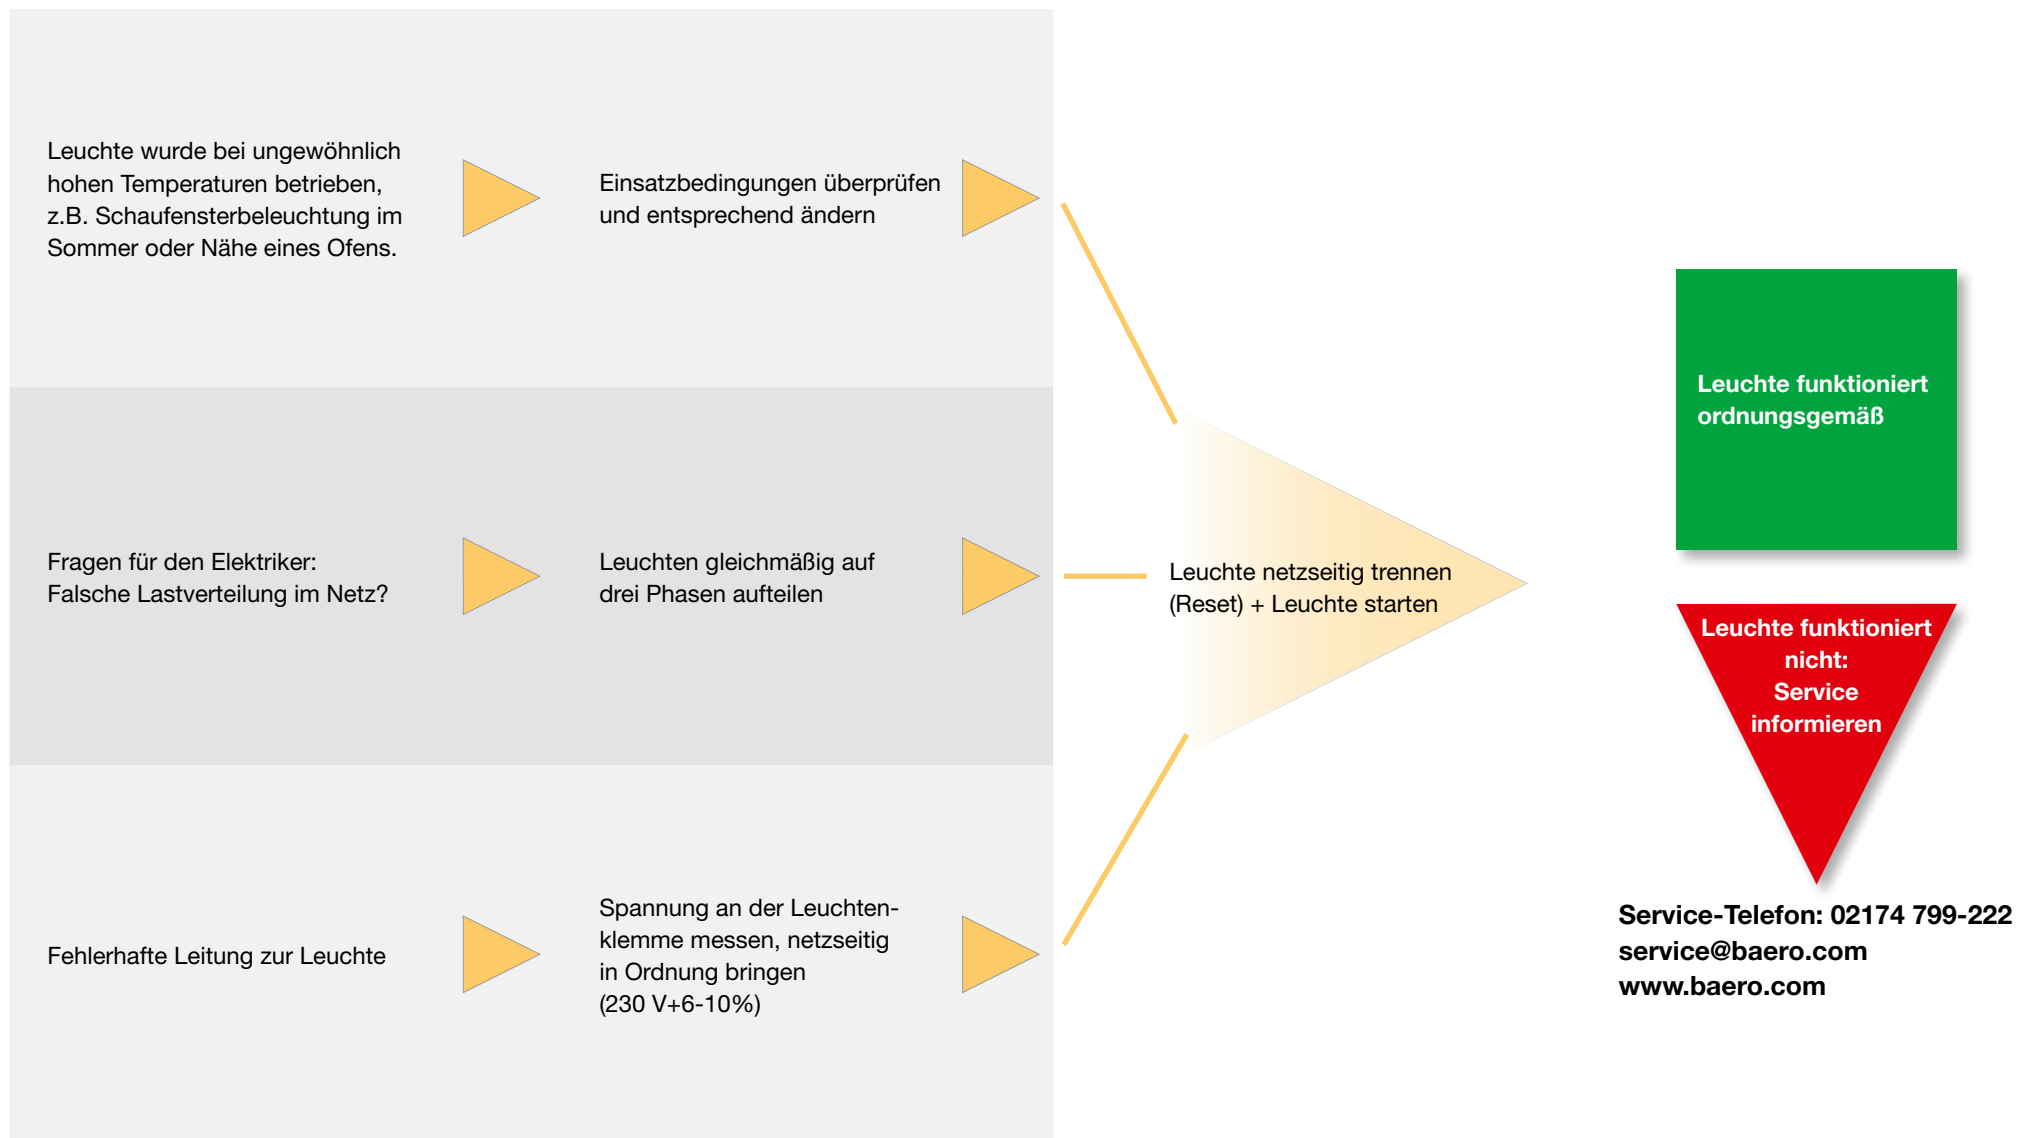 Leuchte wurde bei ungewöhnlich
hohen Temperaturen betrieben,
z.B. Schaufensterbeleuchtung im
Sommer oder Nähe eines Ofens.
Einsatzbedingungen überprüfen
und entsprechend ändern
Fragen für den Elektriker:
Falsche Lastverteilung im Netz?
Leuchten gleichmäßig auf
drei Phasen aufteilen
Fehlerhafte Leitung zur Leuchte
Spannung an der Leuchten-
klemme messen, netzseitig
in Ordnung bringen
(230 V+6-10%)
Leuchte netzseitig trennen
(Reset) + Leuchte starten
Leuchte funktioniert
ordnungsgemäß
Leuchte funktioniert
nicht:
Service
informieren
Service-Telefon: 02174 799-222
service@baero.com
www.baero.com